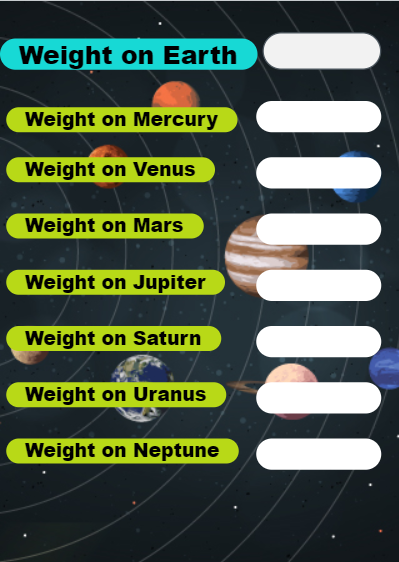 Weight on Earth
Weight on Mercury
Weight on Venus
Weight on Mars
Weight on Jupiter
Weight on Saturn
Weight on Uranus
Weight on Neptune